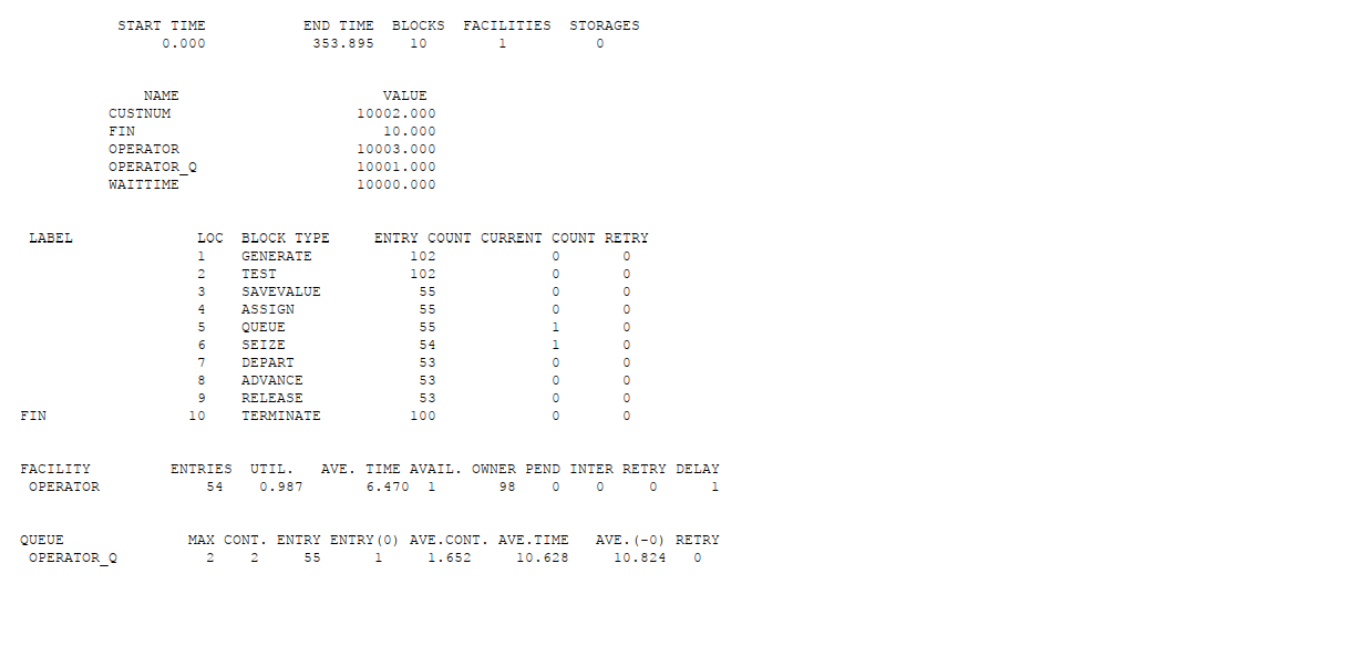 START TIME END TIME BLOCKS FACILITIES STORAGES
0.000 353.895 10 1 0
NAME VALUE
CUSTNUM 10002.000
FIN 10.000
OPERATOR 10003.000
OPERATOR_Q 10001.000
WAITTIME 10000.000
LABEL LOC BLOCK TYPE ENTRY COUNT CURRENT COUNT RETRY
1 GENERATE 102 0 0
2 TEST 102 0 0
3 SAVEVALUE 55 0 0
4 ASSIGN 55 0 0
5 QUEUE 55 1 0
6 SEIZE 54 1 0
7 DEPART 53 0 0
8 ADVANCE 53 0 0
9 RELEASE 53 0 0
FIN 10 TERMINATE 100 0 0
FACILITY ENTRIES UTIL. AVE. TIME AVAIL. OWNER PEND INTER RETRY DELAY
OPERATOR 54 0.987 6.470 1 98 0 0 0 1
QUEUE MAX CONT. ENTRY ENTRY(0) AVE.CONT. AVE.TIME AVE.(-0) RETRY
OPERATOR_Q 2 2 55 1 1.652 10.628 10.824 0